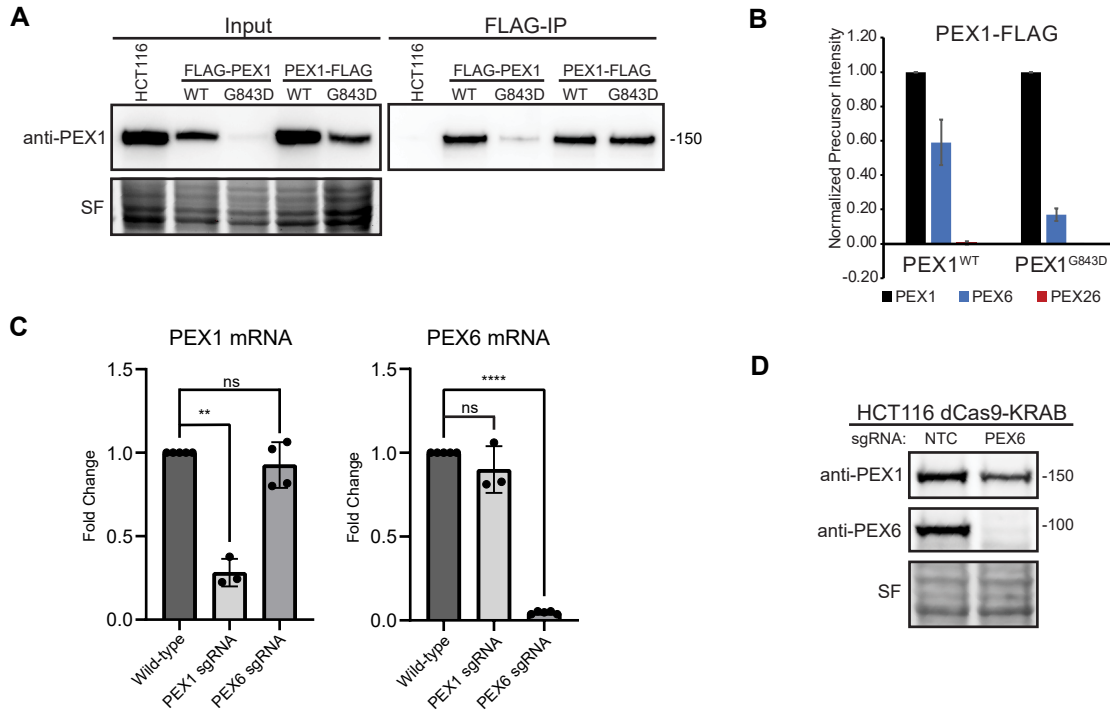 A
Input
FLAG-IP
HCT116
FLAG-PEX1
PEX1-FLAG
WT
G843D
WT
G843D
HCT116
FLAG-PEX1
PEX1-FLAG
WT
G843D
WT
G843D
anti-PEX1
-150
SF
B
PEX1-FLAG
Normalized Precursor Intensity
1.20
1.00
0.80
0.60
0.40
0.20
0.00
-0.20
PEX1WT
PEX1G843D
PEX1
PEX6
PEX26
C
PEX1 mRNA
Fold Change
1.5
1.0
0.5
0.0
ns
**
Wild-type
PEX1 sgRNA
PEX6 sgRNA
PEX6 mRNA
Fold Change
1.5
1.0
0.5
0.0
****
ns
Wild-type
PEX1 sgRNA
PEX6 sgRNA
D
HCT116 dCas9-KRAB
sgRNA: NTC PEX6
anti-PEX1
-150
anti-PEX6
-100
SF